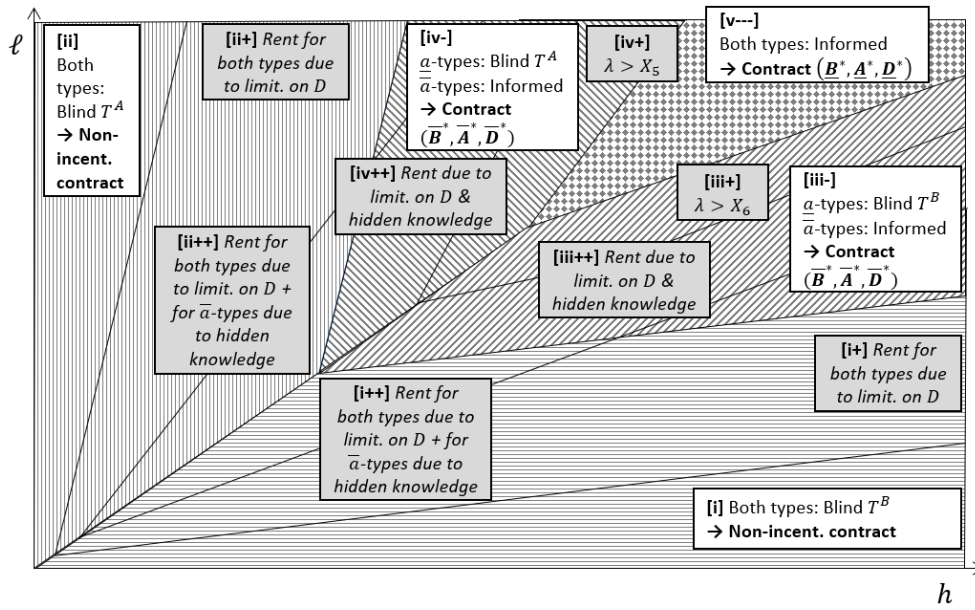 ℓ
[ii]
Both
types:
Blind T^A
→ Non-
incent.
contract
[ii+] Rent for
both types
due to limit. on D
[iv-]
a̲-types: Blind T^A
a̅-types: Informed
→ Contract
(B̅*, A̅*, D̅*)
[iv+]
λ > X₅
[v---]
Both types: Informed
→ Contract (B̲*, A̲*, D̲*)
[iv++] Rent due to
limit. on D &
hidden knowledge
[iii+]
λ > X₆
[iii-]
a̲-types: Blind T^B
a̅-types: Informed
→ Contract
(B̅*, A̅*, D̅*)
[ii++] Rent for
both types due
to limit. on D +
for a̅-types due
to hidden
knowledge
[iii++] Rent due to
limit. on D &
hidden knowledge
[i+] Rent for
both types due
to limit. on D
[i++] Rent for
both types due to
limit. on D + for
a̅-types due to
hidden knowledge
[i] Both types: Blind T^B
→ Non-incent. contract
h